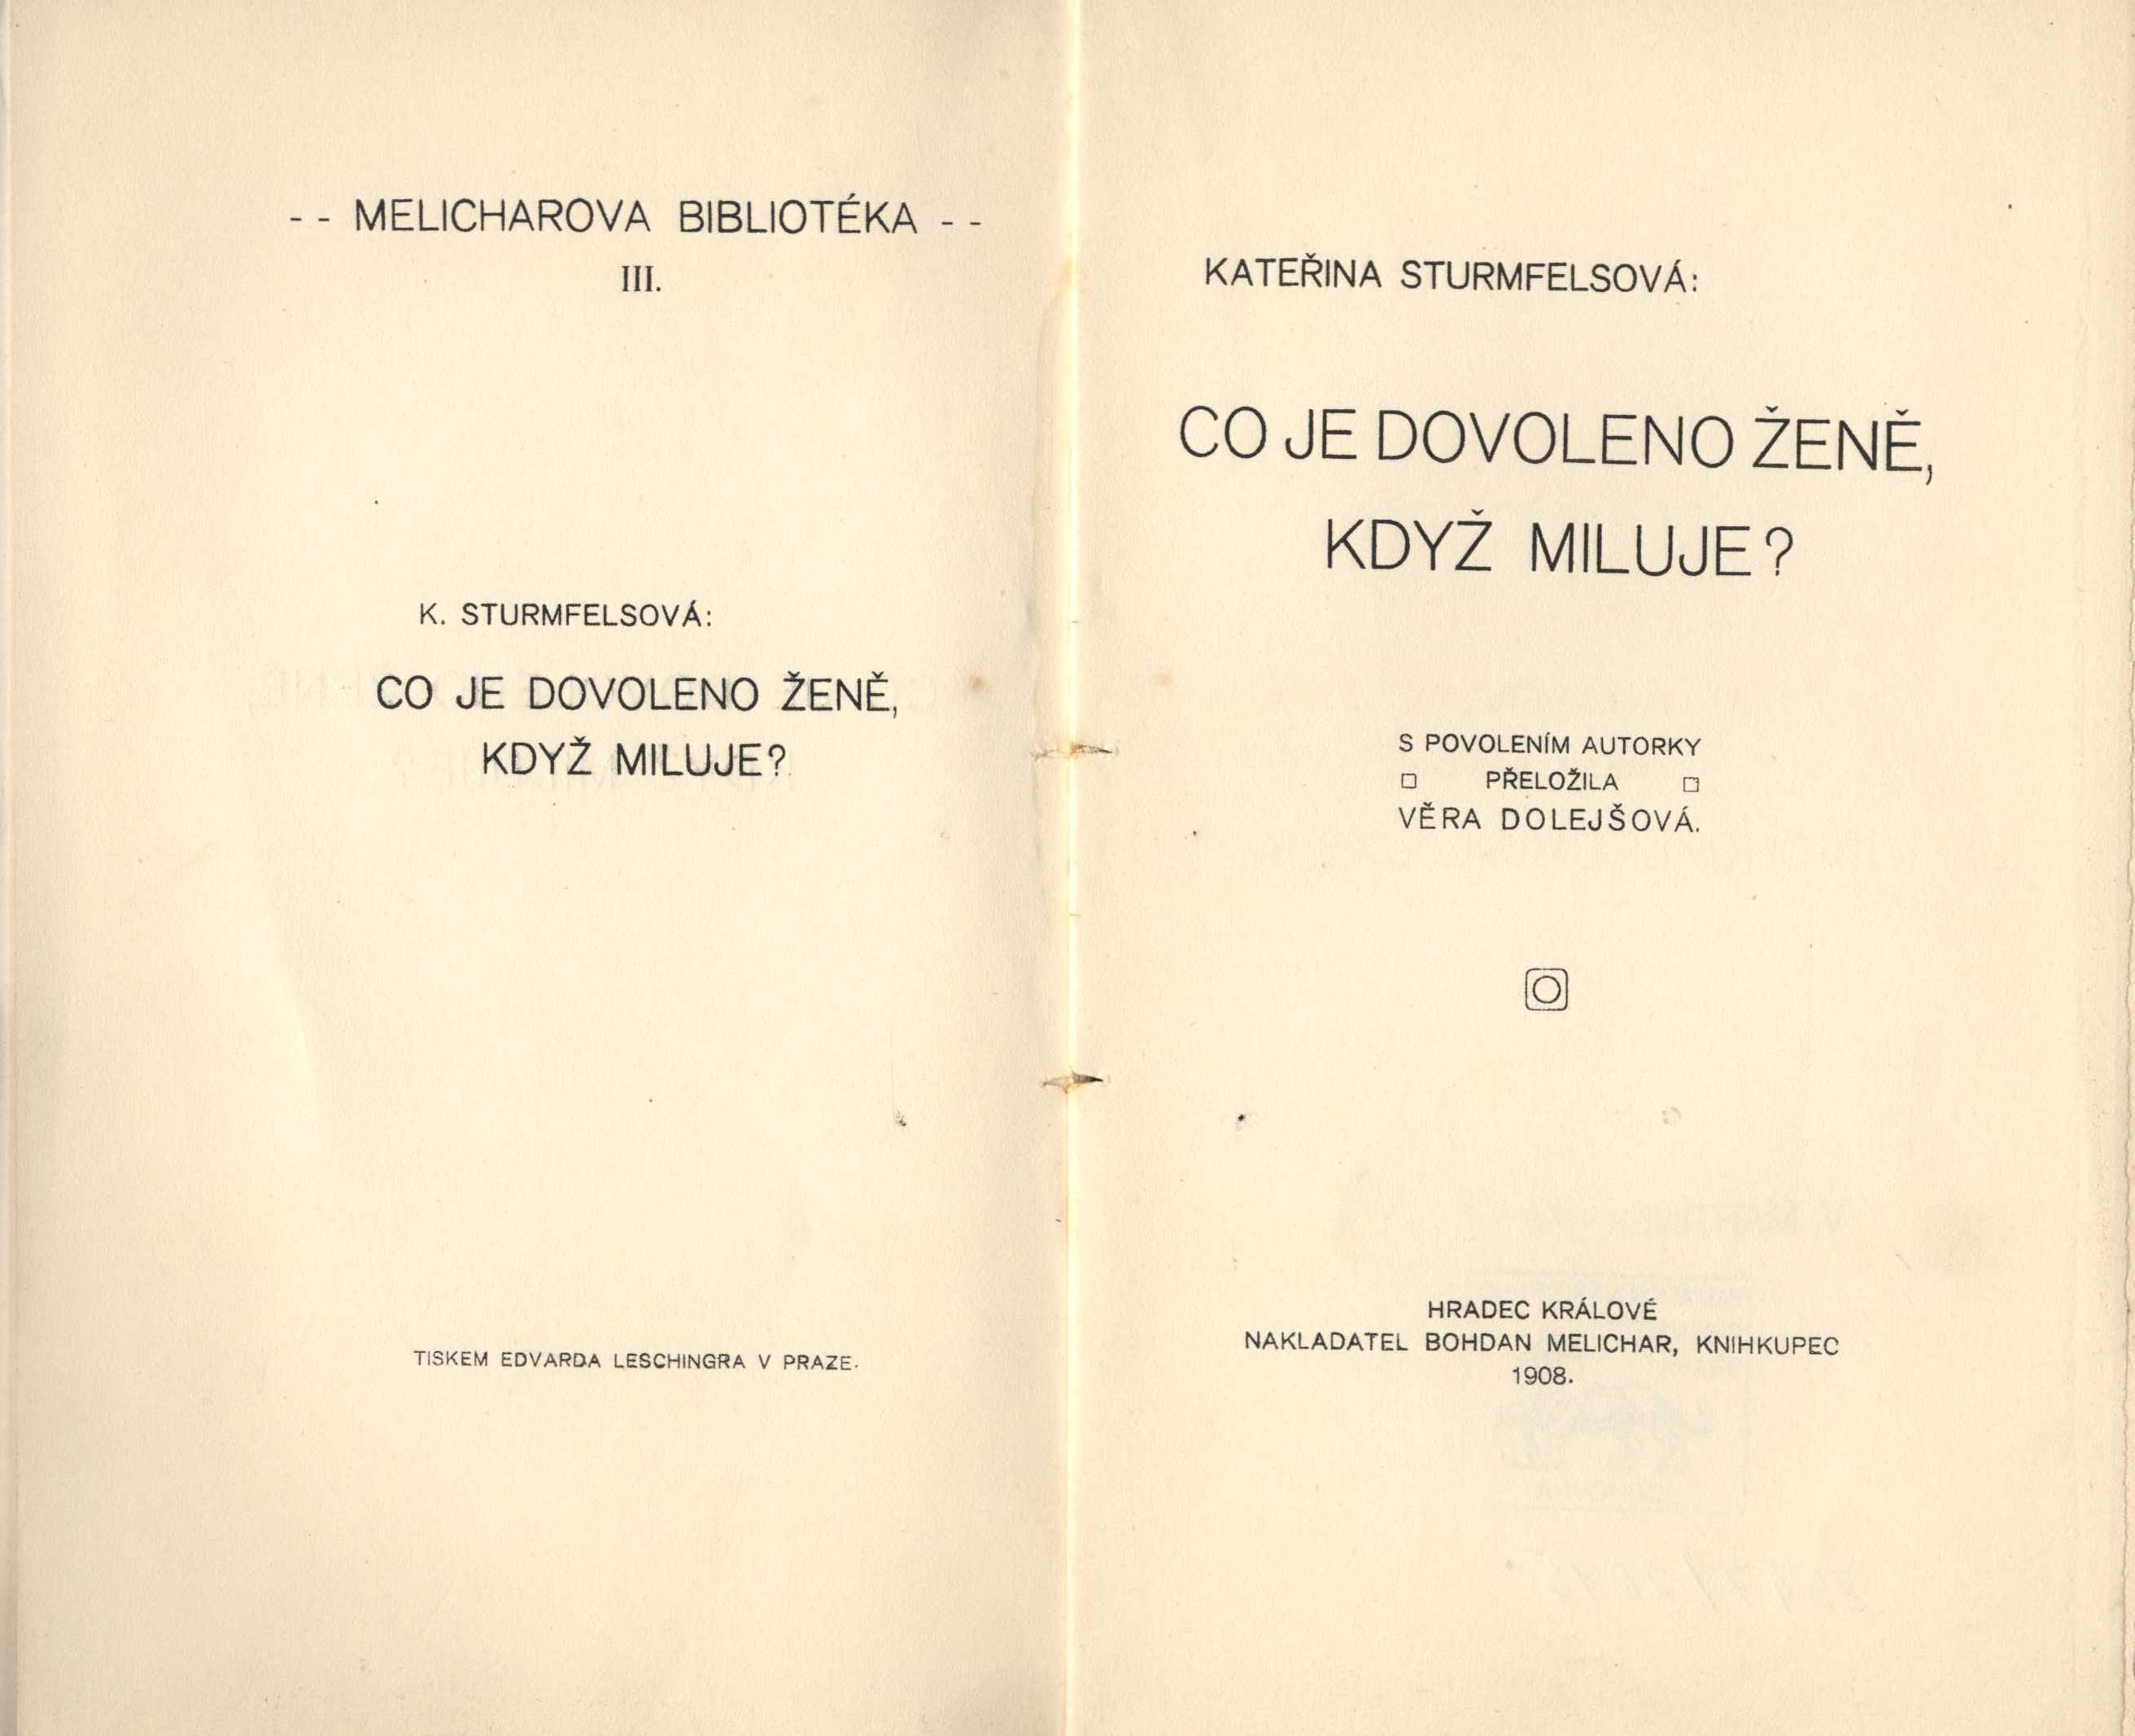 -- MELICHAROVA BIBLIOTÉKA --
III.
K. STURMFELSOVÁ:
CO JE DOVOLENO ŽENĚ,
KDYŽ MILUJE?
TISKEM EDVARDA LESCHINGRA V PRAZE.
KATEŘINA STURMFELSOVÁ:
CO JE DOVOLENO ŽENĚ,
KDYŽ MILUJE?
S POVOLENÍM AUTORKY
PŘELOŽILA
VĚRA DOLEJŠOVÁ.
HRADEC KRÁLOVÉ
NAKLADATEL BOHDAN MELICHAR, KNIHKUPEC
1908.